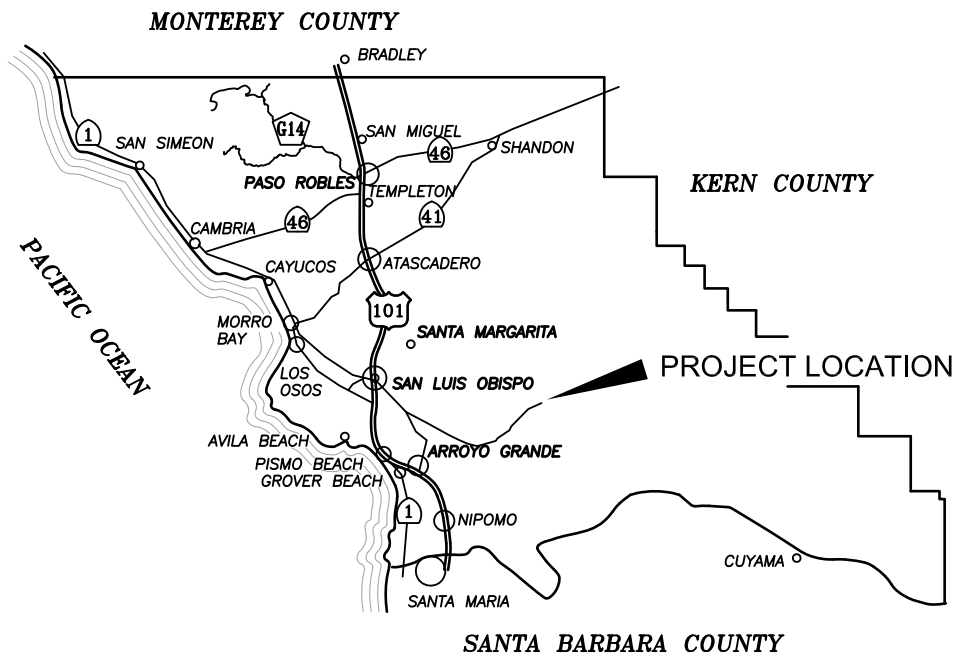 MONTEREY COUNTY
BRADLEY
1
SAN SIMEON
G14
SAN MIGUEL
46
SHANDON
PASO ROBLES
TEMPLETON
KERN COUNTY
46
41
CAMBRIA
PACIFIC OCEAN
CAYUCOS
ATASCADERO
101
MORRO
BAY
SANTA MARGARITA
LOS
OSOS
SAN LUIS OBISPO
PROJECT LOCATION
AVILA BEACH
ARROYO GRANDE
PISMO BEACH
GROVER BEACH
1
NIPOMO
CUYAMA
SANTA MARIA
SANTA BARBARA COUNTY